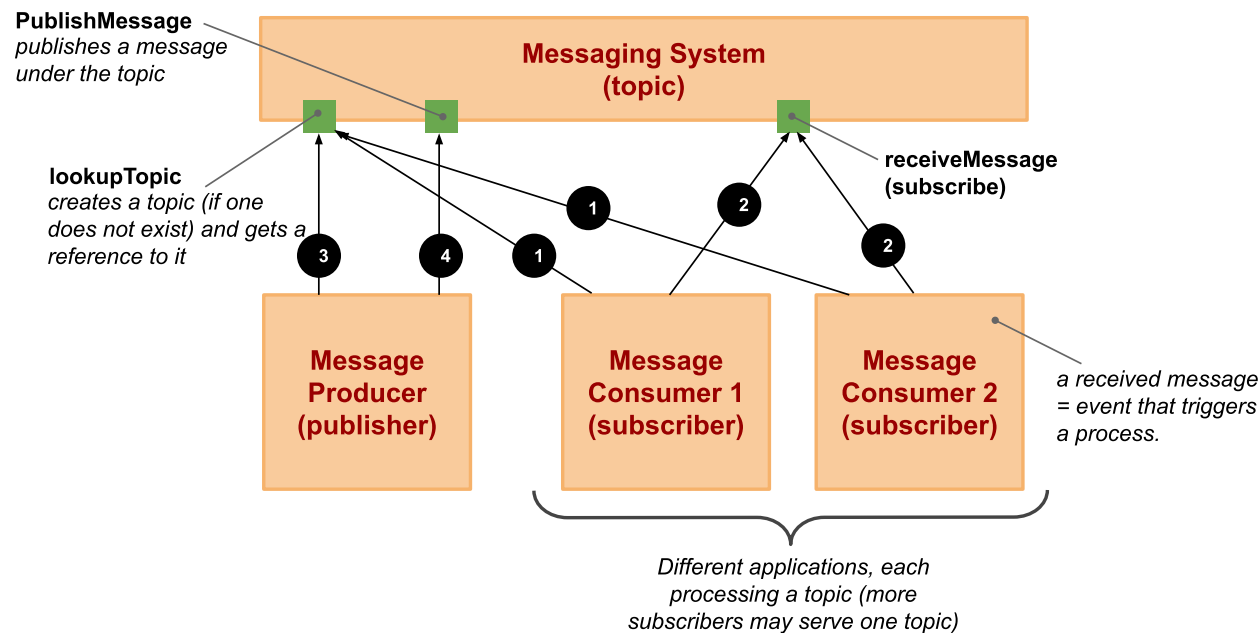 PublishMessage
publishes a message
under the topic
Messaging System
(topic)
lookupTopic
creates a topic (if one
does not exist) and gets a
reference to it
receiveMessage
(subscribe)
1
2
2
3
4
1
Message
Producer
(publisher)
Message
Consumer 1
(subscriber)
Message
Consumer 2
(subscriber)
a received message
= event that triggers
a process.
Different applications, each
processing a topic (more
subscribers may serve one topic)